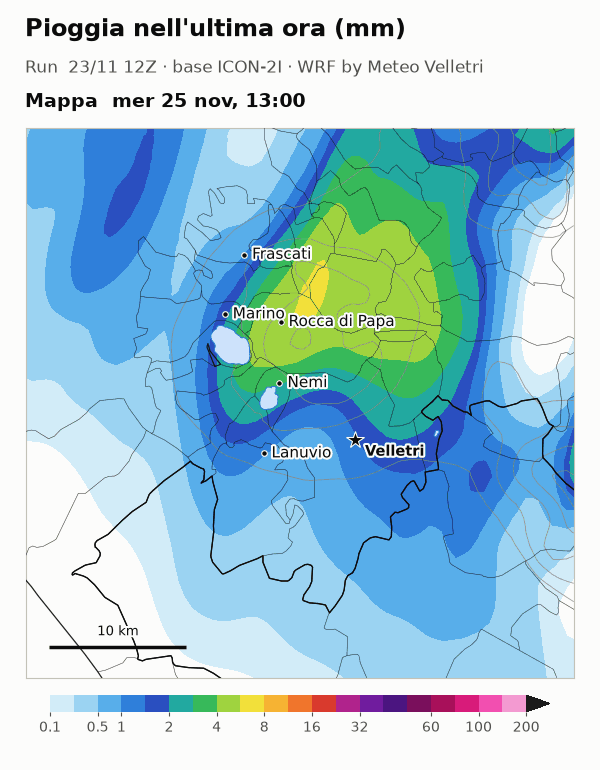 Pioggia nell'ultima ora (mm)
Run  23/11 12Z · base ICON-2I · WRF by Meteo Velletri
Mappa  mer 25 nov, 13:00
Frascati
Marino
Rocca di Papa
Nemi
Velletri
Lanuvio
10 km
0.1 0.5 1 2 4 8 16 32 60 100 200